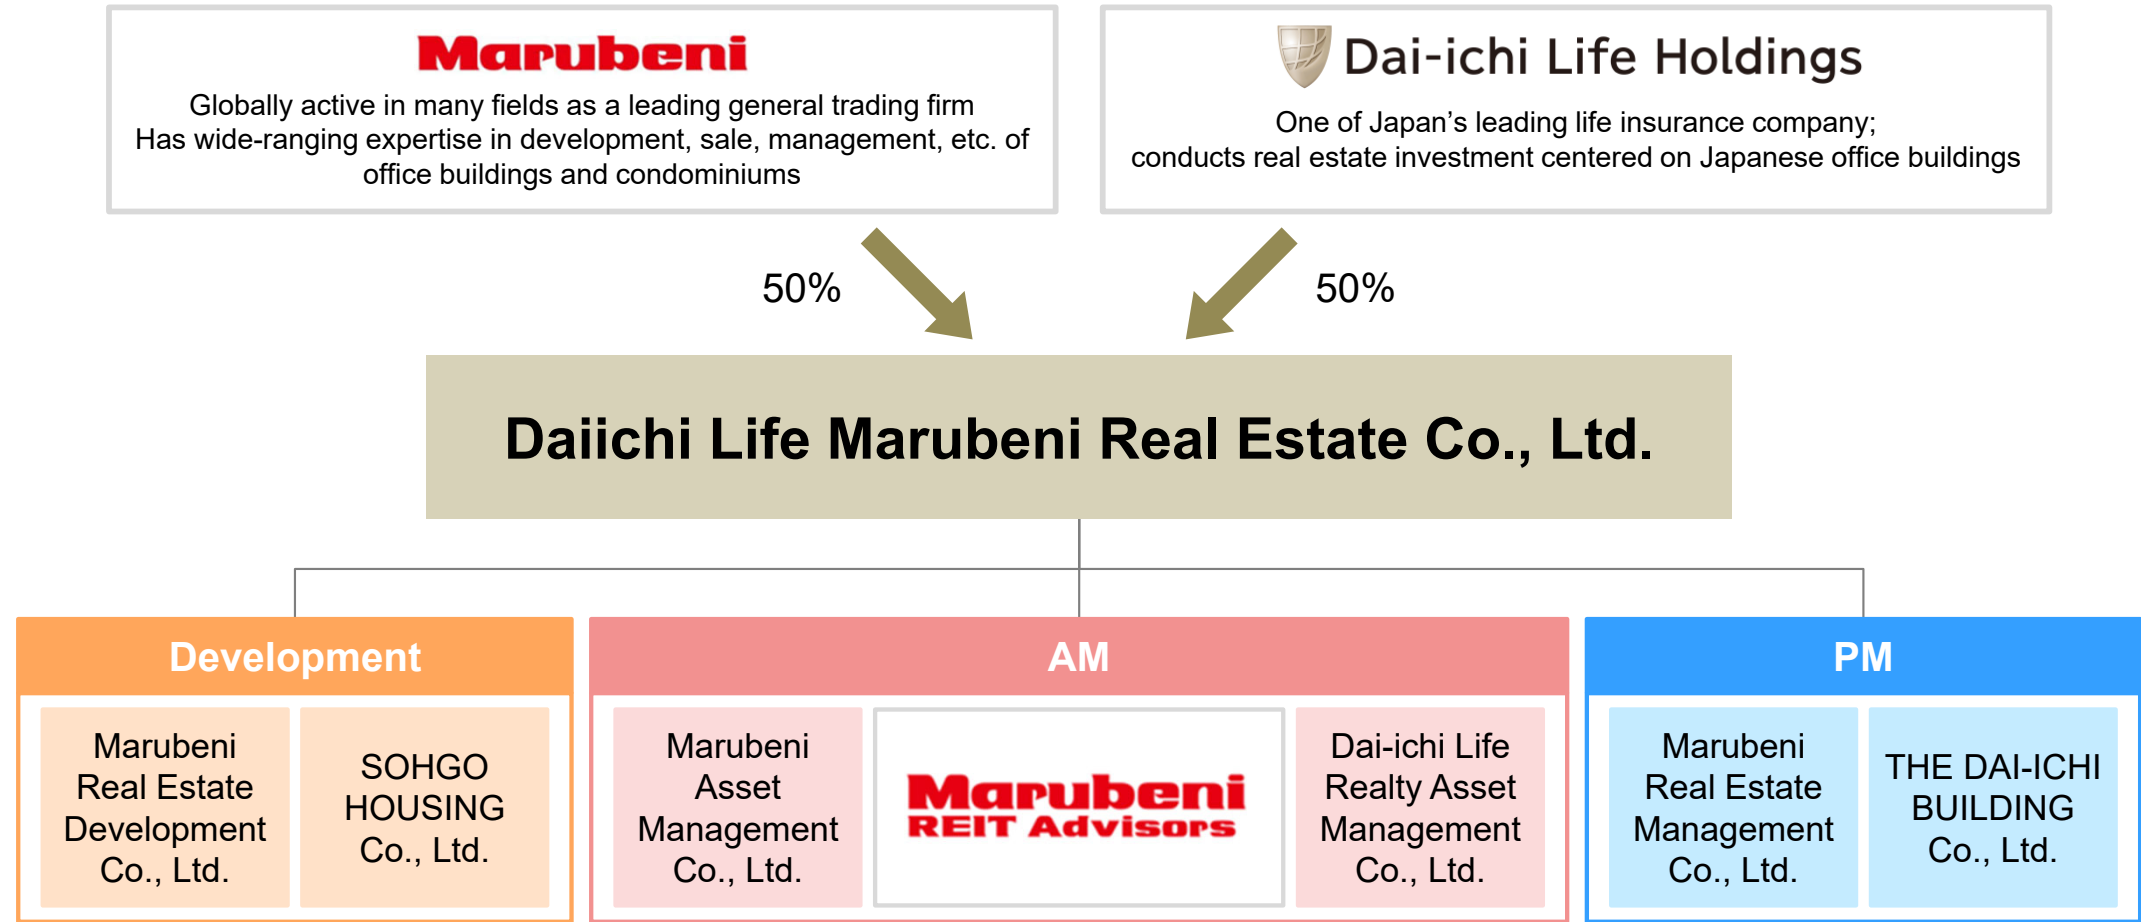 Marubeni
Globally active in many fields as a leading general trading firm
Has wide-ranging expertise in development, sale, management, etc. of
office buildings and condominiums
Dai-ichi Life Holdings
One of Japan's leading life insurance company;
conducts real estate investment centered on Japanese office buildings
50%
50%
Daiichi Life Marubeni Real Estate Co., Ltd.
Development
Marubeni
Real Estate
Development
Co., Ltd.
SOHGO
HOUSING
Co., Ltd.
AM
Marubeni
Asset
Management
Co., Ltd.
Marubeni
REIT Advisors
Dai-ichi Life
Realty Asset
Management
Co., Ltd.
PM
Marubeni
Real Estate
Management
Co., Ltd.
THE DAI-ICHI
BUILDING
Co., Ltd.